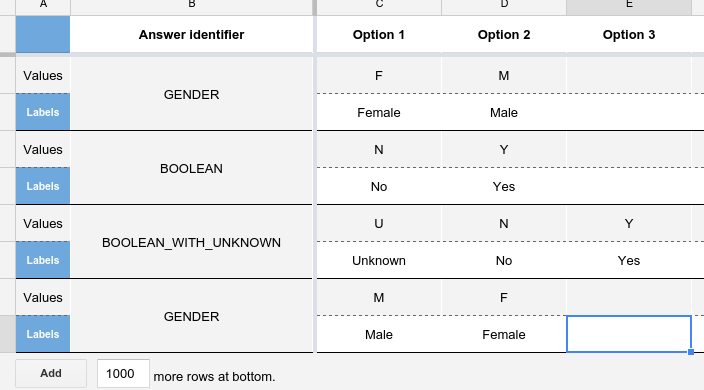 A B C D E
Answer identifier Option 1 Option 2 Option 3
Values GENDER F M
Labels Female Male
Values BOOLEAN N Y
Labels No Yes
Values BOOLEAN_WITH_UNKNOWN U N Y
Labels Unknown No Yes
Values GENDER M F
Labels Male Female
Add 1000 more rows at bottom.